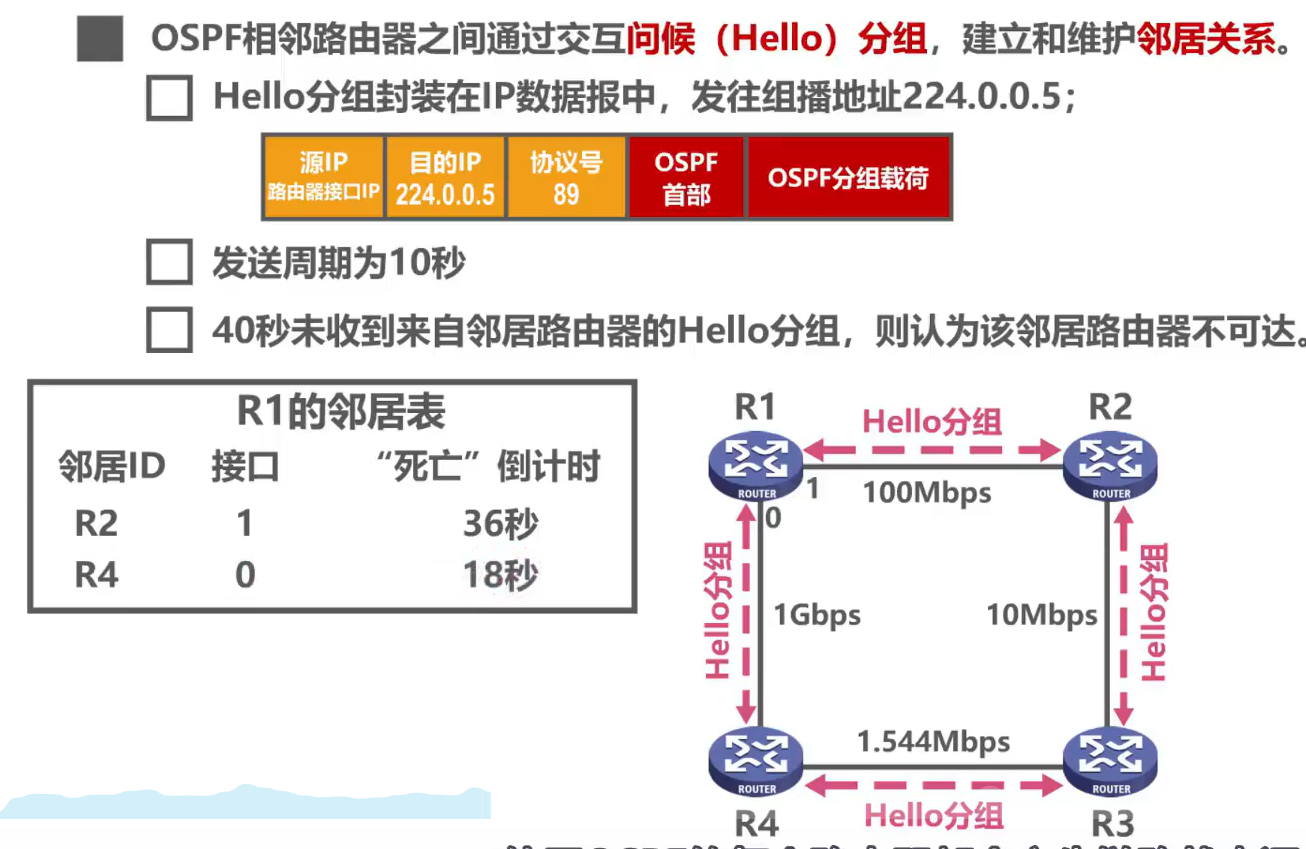 OSPF相邻路由器之间通过交互问候（Hello）分组，建立和维护邻居关系。
Hello分组封装在IP数据报中，发往组播地址224.0.0.5；
源IP 目的IP 协议号 OSPF OSPF分组载荷
路由器接口IP 224.0.0.5 89 首部
发送周期为10秒
40秒未收到来自邻居路由器的Hello分组，则认为该邻居路由器不可达。
R1的邻居表
邻居ID 接口 “死亡”倒计时
R2 1 36秒
R4 0 18秒
R1 Hello分组 R2
ROUTER 1 100Mbps ROUTER
0
Hello分组 1Gbps 10Mbps Hello分组
1.544Mbps
ROUTER ROUTER
R4 Hello分组 R3